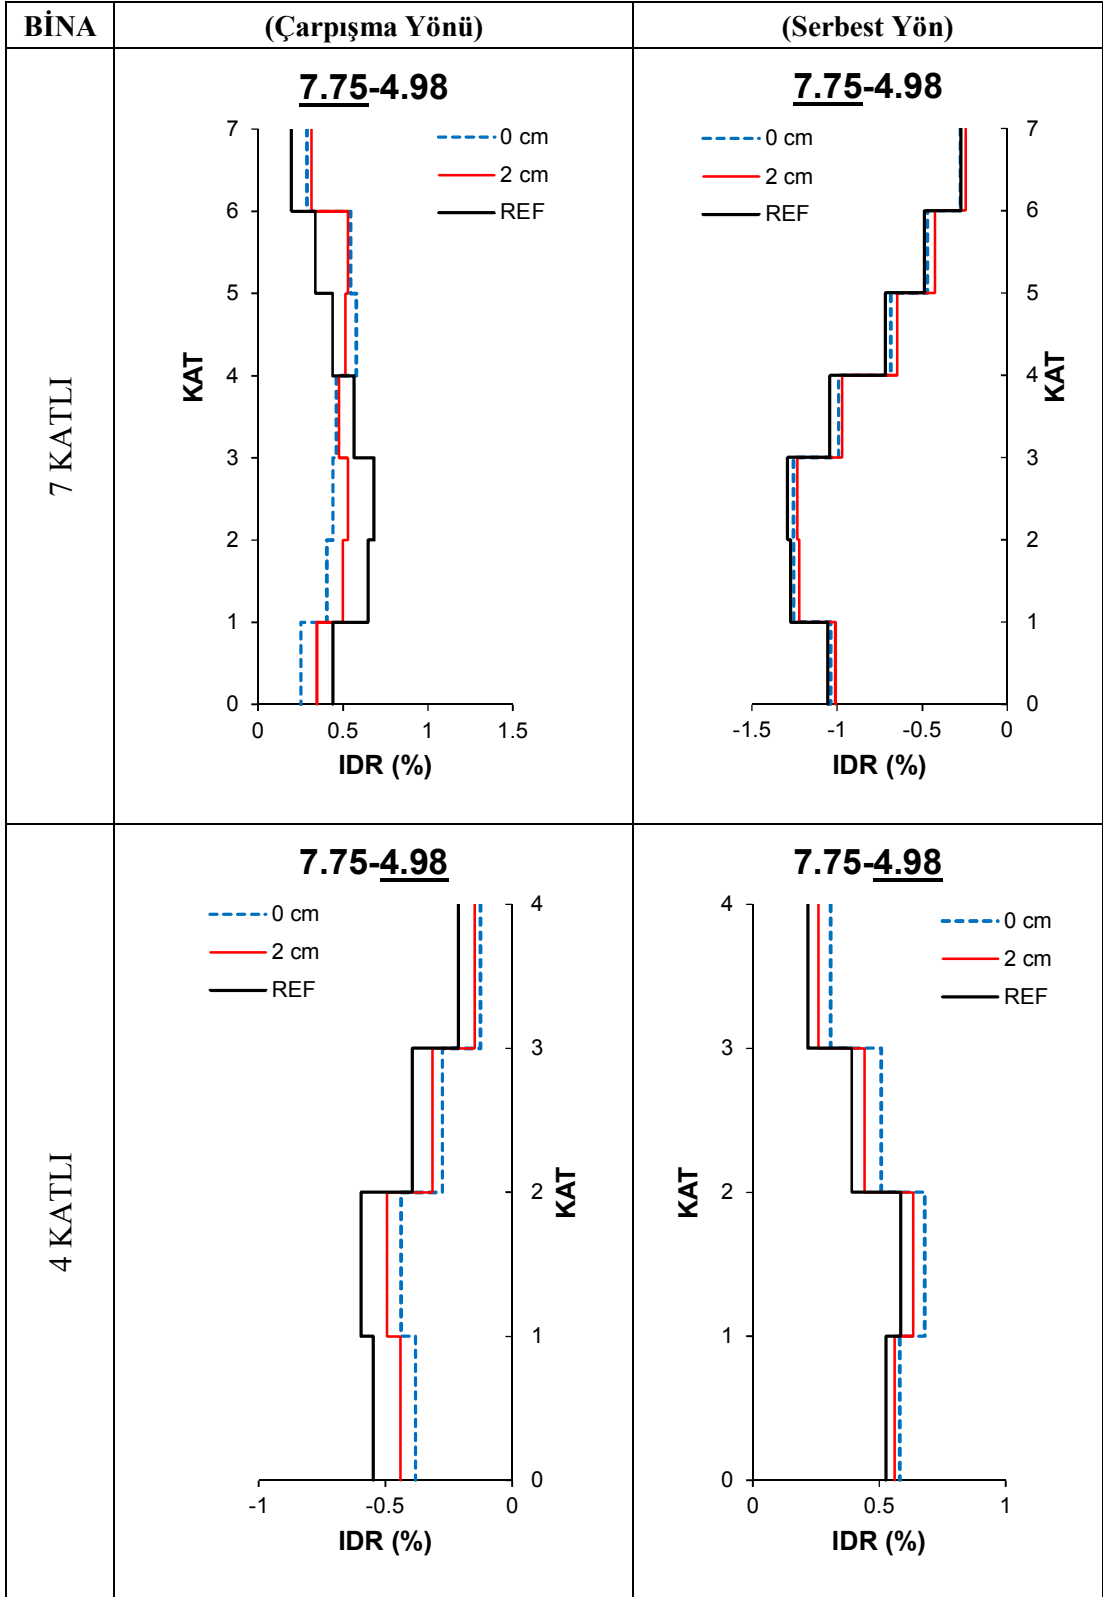 BİNA (Çarpışma Yönü) (Serbest Yön)
7 KATLI
7.75-4.98
7
6
5
4
3
2
1
0
KAT
0 cm
2 cm
REF
0 0.5 1 1.5
IDR (%)
7.75-4.98
0 cm
2 cm
REF
7
6
5
4
3
2
1
0
KAT
-1.5 -1 -0.5 0
IDR (%)
4 KATLI
7.75-4.98
0 cm
2 cm
REF
4
3
2
1
0
KAT
-1 -0.5 0
IDR (%)
7.75-4.98
4
3
2
1
0
KAT
0 cm
2 cm
REF
0 0.5 1
IDR (%)